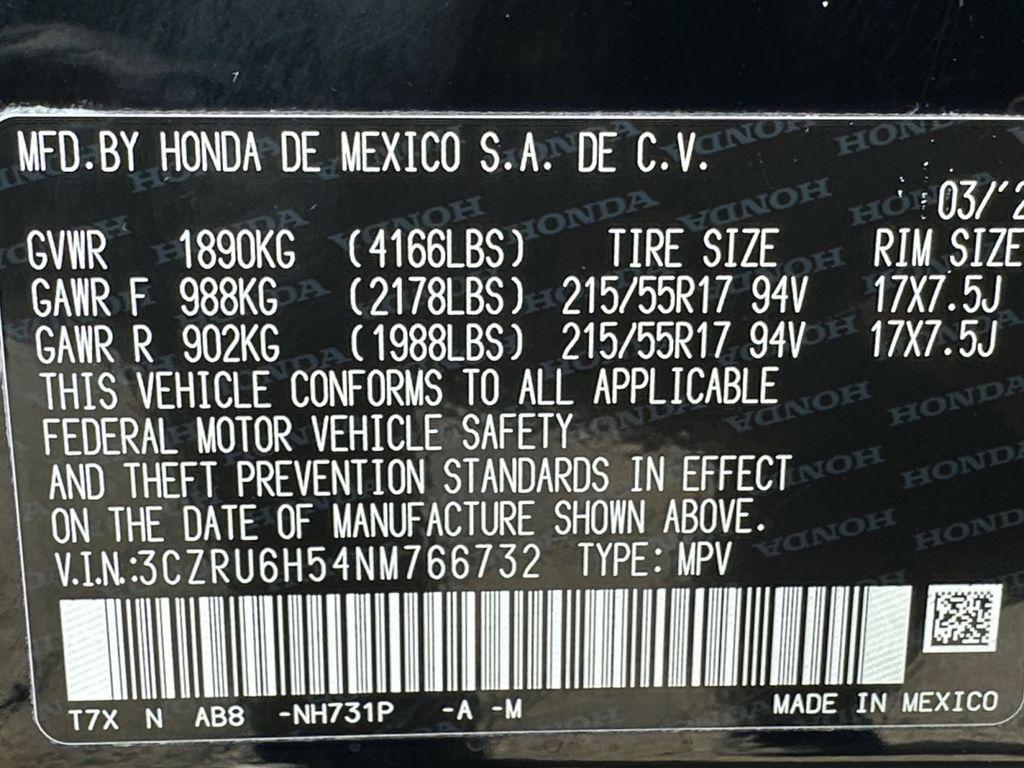 MFD.BY HONDA DE MEXICO S.A. DE C.V.
03/'2
GVWR 1890KG (4166LBS) TIRE SIZE RIM SIZE
GAWR F 988KG (2178LBS) 215/55R17 94V 17X7.5J
GAWR R 902KG (1988LBS) 215/55R17 94V 17X7.5J
THIS VEHICLE CONFORMS TO ALL APPLICABLE
FEDERAL MOTOR VEHICLE SAFETY
AND THEFT PREVENTION STANDARDS IN EFFECT
ON THE DATE OF MANUFACTURE SHOWN ABOVE.
V.I.N.:3CZRU6H54NM766732 TYPE: MPV
T7X N AB8 -NH731P -A -M MADE IN MEXICO